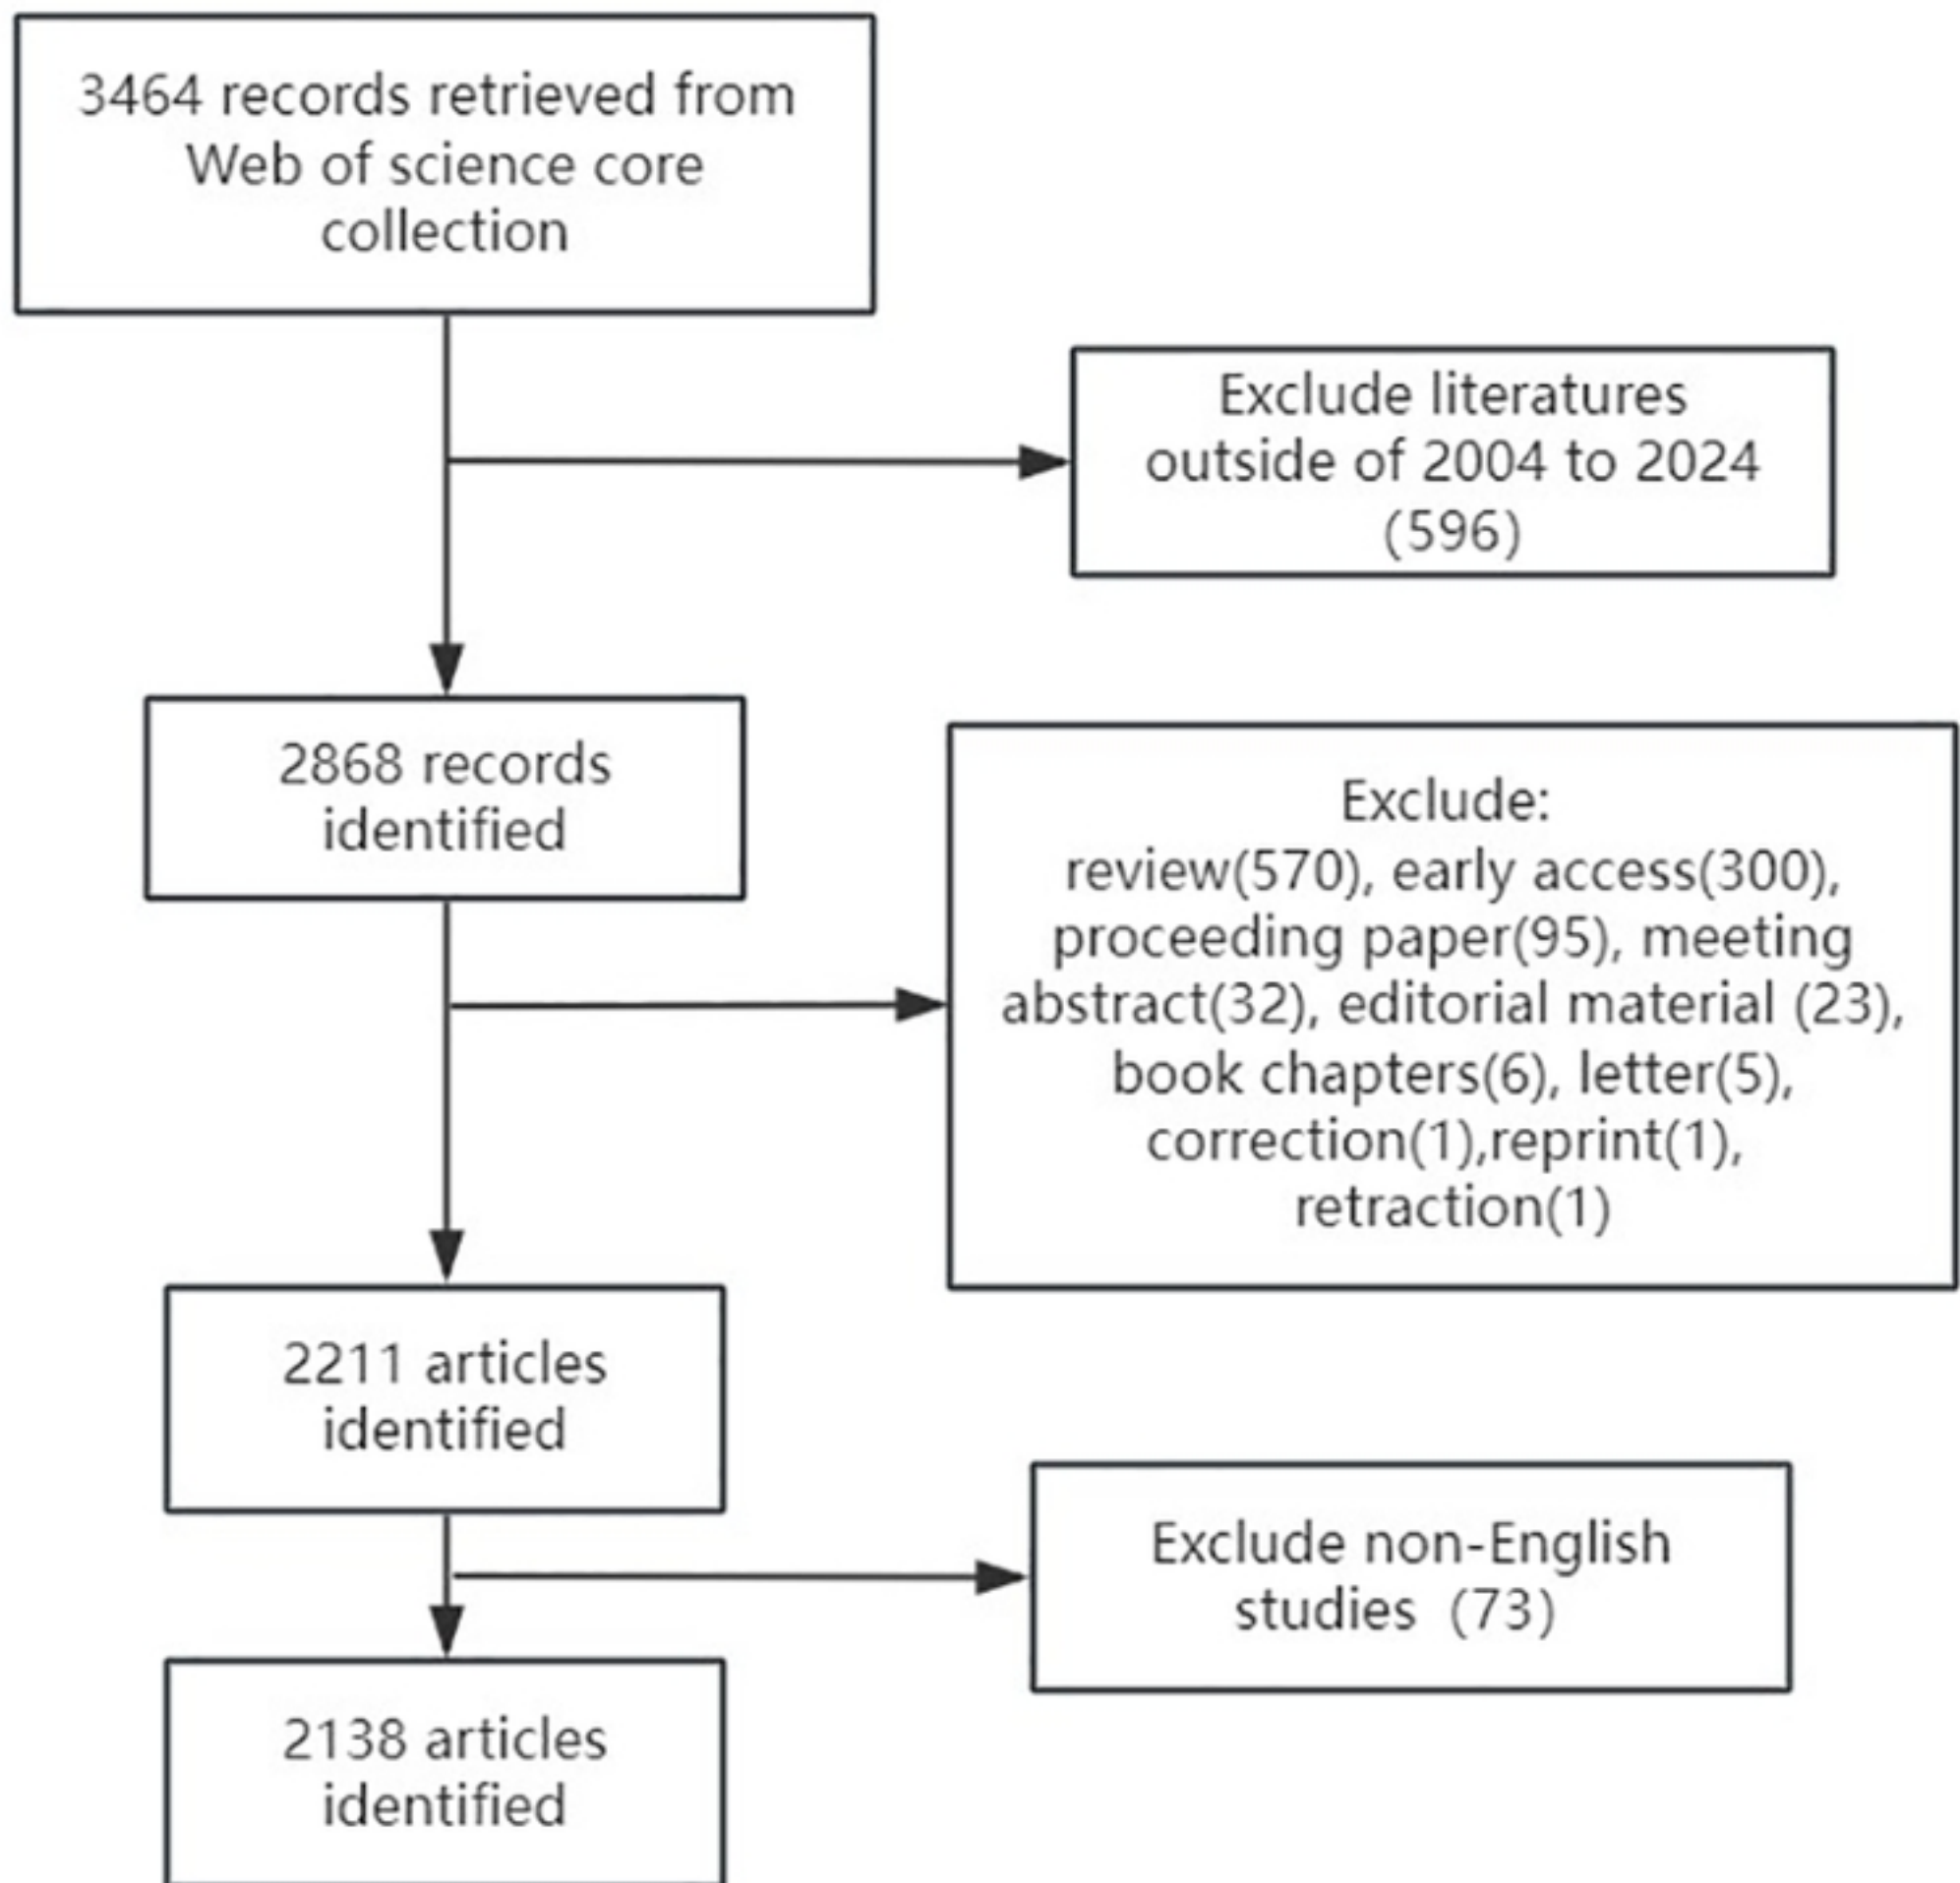 3464 records retrieved from
Web of science core
collection
Exclude literatures
outside of 2004 to 2024
(596)
2868 records
identified
Exclude:
review(570), early access(300),
proceeding paper(95), meeting
abstract(32), editorial material (23),
book chapters(6), letter(5),
correction(1),reprint(1),
retraction(1)
2211 articles
identified
Exclude non-English
studies (73)
2138 articles
identified